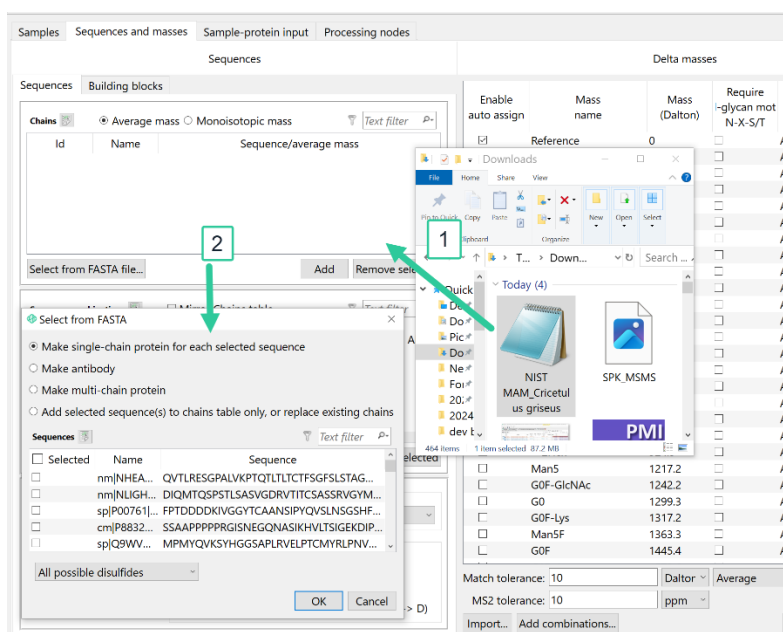 Samples Sequences and masses Sample-protein input Processing nodes
Sequences
Delta masses
Sequences Building blocks
Chains Average mass Monoisotopic mass Text filter
Id Name Sequence/average mass
Select from FASTA file... Add Remove sele
Enable auto assign
Mass name
Mass (Dalton)
Require
-glycan mot
N-X-S/T
Reference 0
1
2
Downloads
File Home Share View
Pin to Quick Copy Paste New Open Select
Organize
T... Down... Search ...
Quick
Today (4)
NIST
MAM_Cricetul
us griseus
SPK_MSMS
2024
dev b
PMI
464 items 1 item selected 87.2 MB
Select from FASTA
Make single-chain protein for each selected sequence
Make antibody
Make multi-chain protein
Add selected sequence(s) to chains table only, or replace existing chains
Sequences Text filter
Selected Name Sequence
nm|NHEA... QVTLRESGPALVKPTQTLTLTCTFSGFSLSTAG...
nm|NLIGH... DIQMTQSPSTLSASVGDRVTITCSASSRVGYM...
sp|P00761|... FPTDDDDKIVGGYTCAANSIPYQVSLNSGSHF...
cm|P8832... SSAAPPPPPRGISNEGQNASIKHVLTSIGEKDIP...
sp|Q9WV... MPMYQVKSYHGGSAPLRVELPTCMYRLPNV...
All possible disulfides
OK Cancel
> D)
Man5 1217.2
G0F-GlcNAc 1242.2
G0 1299.3
G0F-Lys 1317.2
Man5F 1363.3
G0F 1445.4
Match tolerance: 10 Daltor Average
MS2 tolerance: 10 ppm
Import... Add combinations...